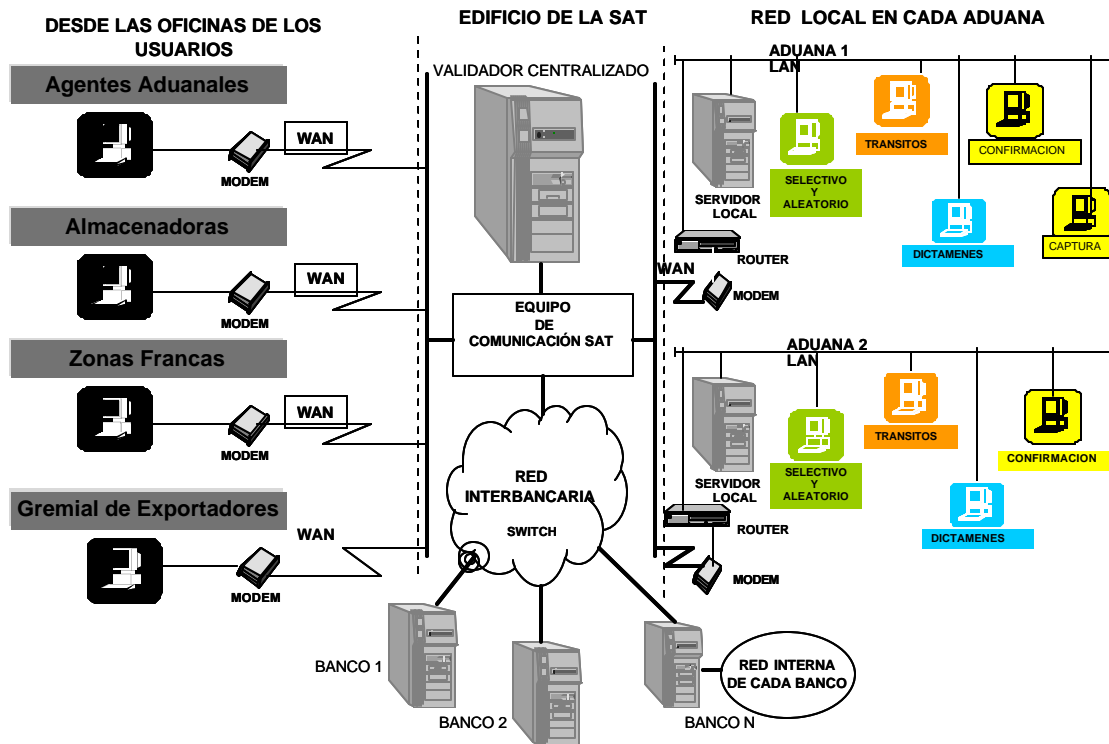 DESDE LAS OFICINAS DE LOS
USUARIOS
Agentes Aduanales
WAN
MODEM
Almacenadoras
WAN
MODEM
Zonas Francas
WAN
MODEM
Gremial de Exportadores
WAN
MODEM
EDIFICIO DE LA SAT
VALIDADOR CENTRALIZADO
EQUIPO
DE
COMUNICACIÓN SAT
RED
INTERBANCARIA
SWITCH
BANCO 1
BANCO 2
BANCO N
RED INTERNA
DE CADA BANCO
RED LOCAL EN CADA ADUANA
ADUANA 1
LAN
SERVIDOR
LOCAL
SELECTIVO
Y
ALEATORIO
TRANSITOS
CONFIRMACION
DICTAMENES
CAPTURA
ROUTER
WAN
MODEM
ADUANA 2
LAN
SERVIDOR
LOCAL
SELECTIVO
Y
ALEATORIO
TRANSITOS
CONFIRMACION
DICTAMENES
ROUTER
MODEM